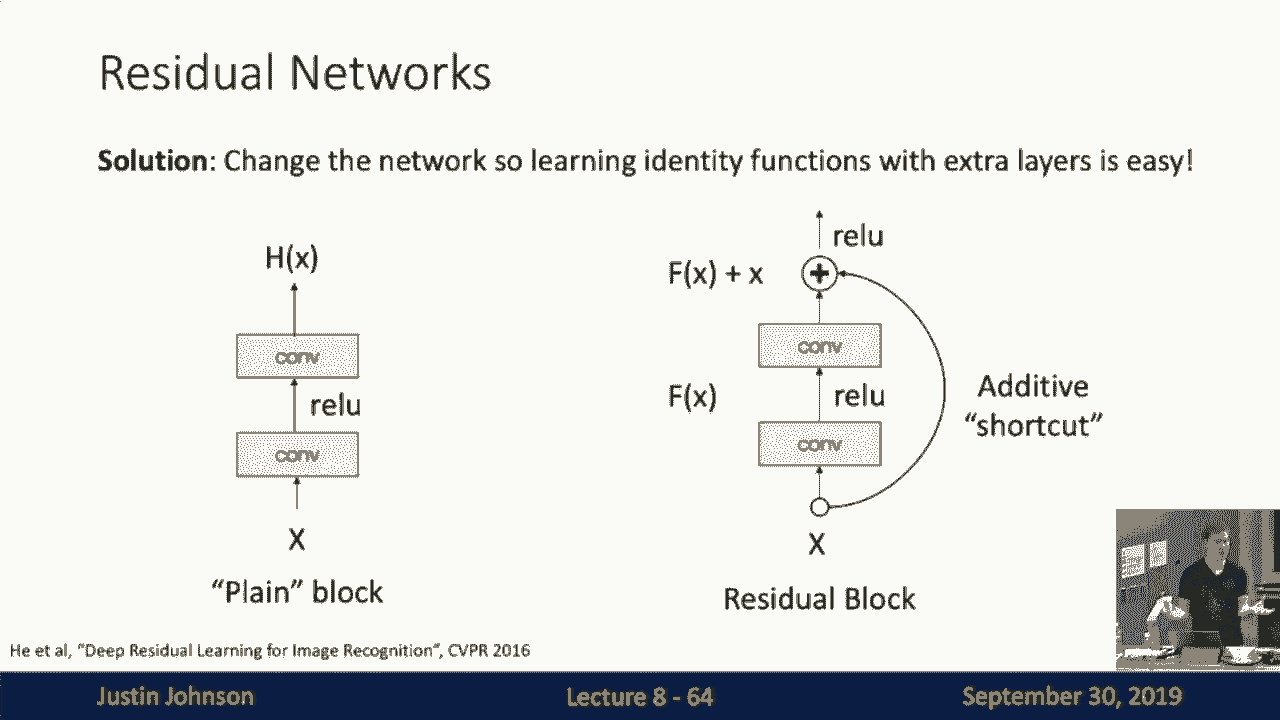 Residual Networks
Solution: Change the network so learning identity functions with extra layers is easy!
H(x)
conv
relu
conv
X
"Plain" block
relu
F(x) + x
+
conv
F(x)
relu
conv
X
Residual Block
Additive
"shortcut"
He et al, "Deep Residual Learning for Image Recognition", CVPR 2016
Justin Johnson
Lecture 8 - 64
September 30, 2019